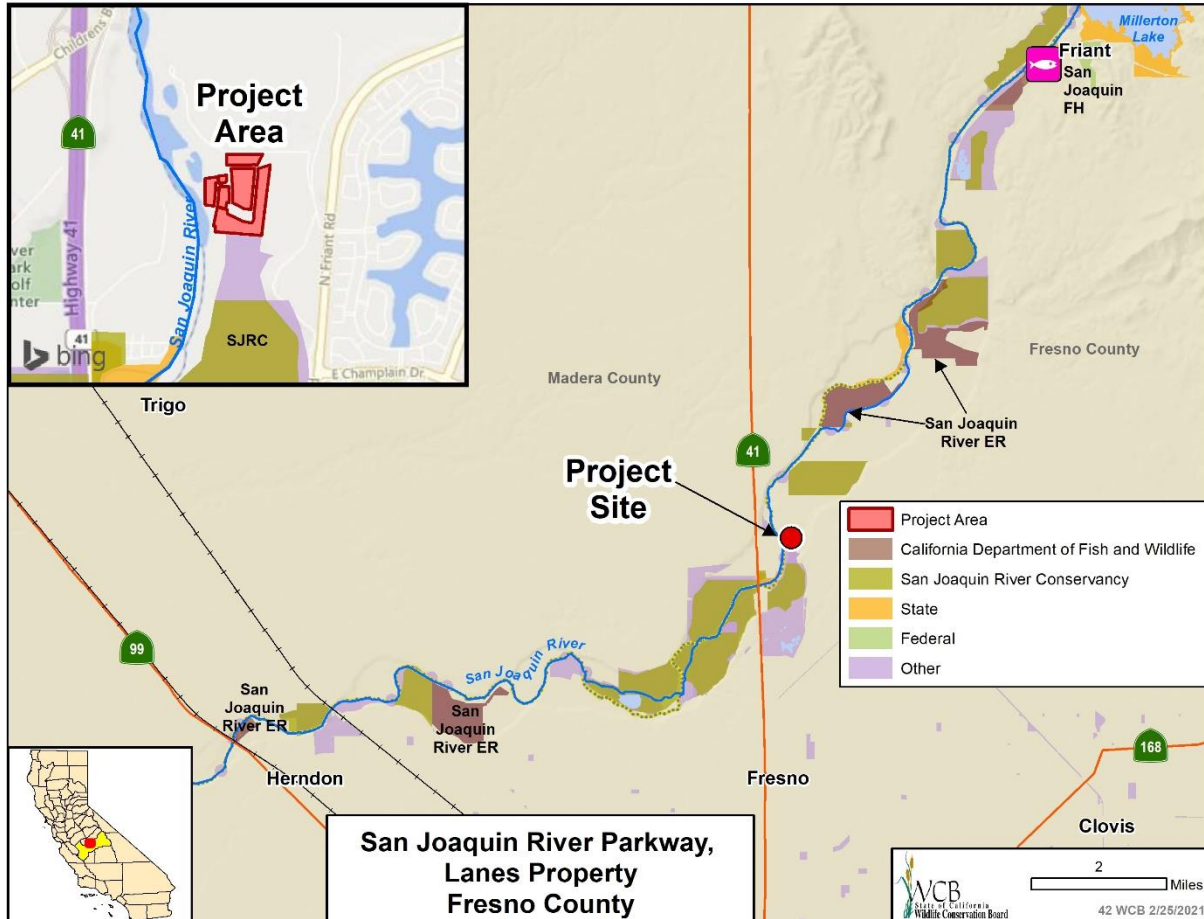 Childrens B
41
Project
Area
Highway 41
San Joaquin River
N Friant Rd
SJRC
41
bing
E Champlain Dr
Millerton
Lake
Friant
San
Joaquin
FH
Madera County
Fresno County
San Joaquin
River ER
Trigo
41
Project
Site
Project Area
California Department of Fish and Wildlife
San Joaquin River Conservancy
State
Federal
Other
99
San Joaquin River
San
Joaquin
River ER
San
Joaquin
River ER
Herndon
Fresno
168
Clovis
San Joaquin River Parkway,
Lanes Property
Fresno County
WCB
State of California
Wildlife Conservation Board
2
Miles
42 WCB 2/25/2021